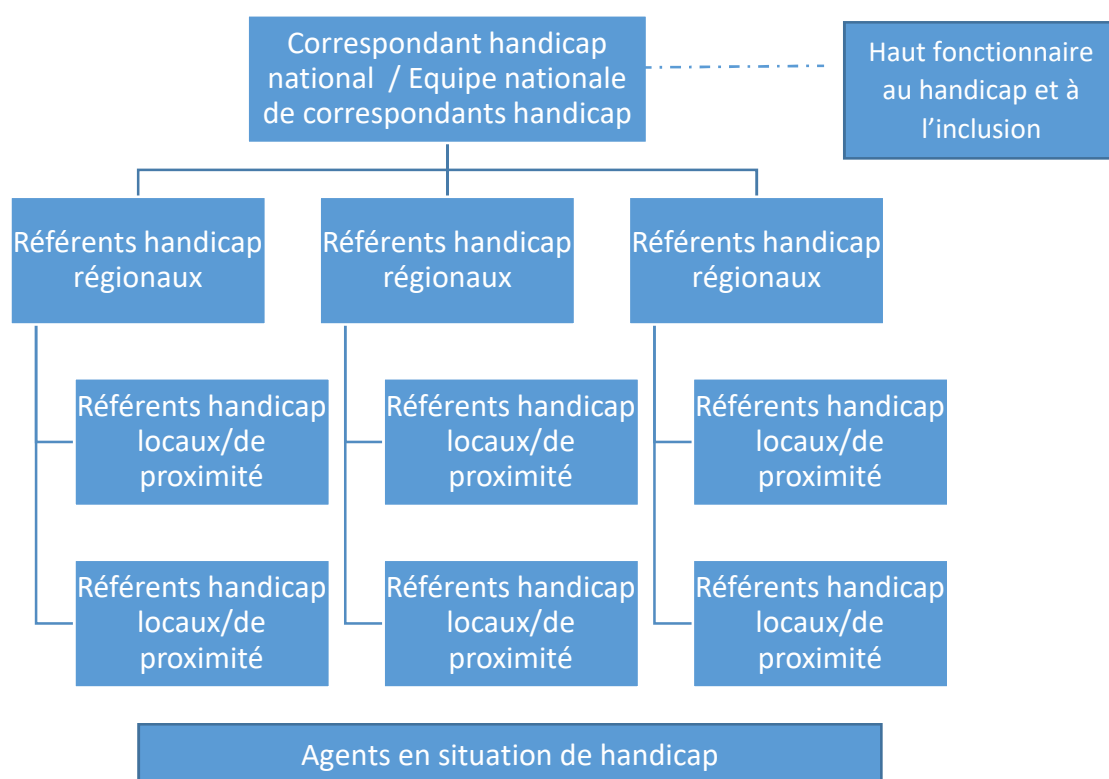 Correspondant handicap
national / Equipe nationale
de correspondants handicap
Haut fonctionnaire
au handicap et à
l’inclusion
Référents handicap
régionaux
Référents handicap
régionaux
Référents handicap
régionaux
Référents handicap
locaux/de
proximité
Référents handicap
locaux/de
proximité
Référents handicap
locaux/de
proximité
Référents handicap
locaux/de
proximité
Référents handicap
locaux/de
proximité
Référents handicap
locaux/de
proximité
Agents en situation de handicap